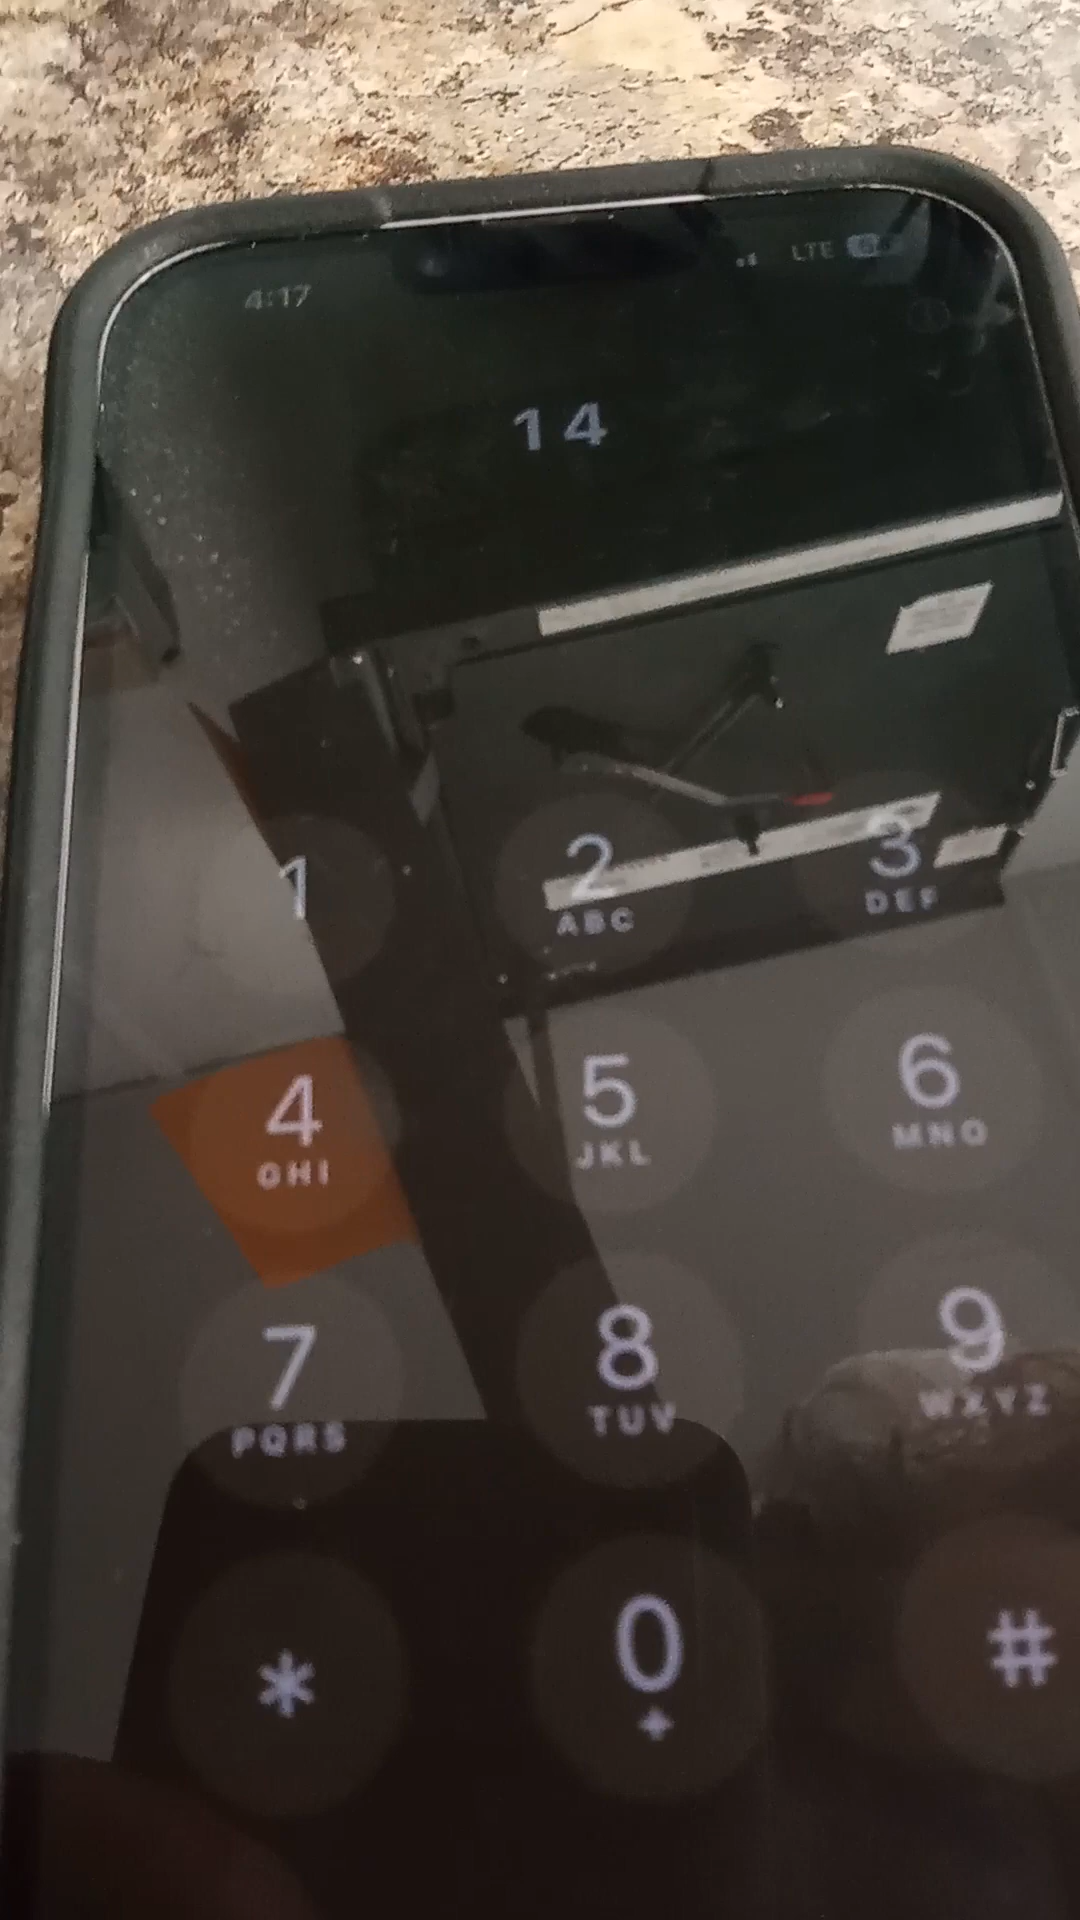 4:17 LTE
14
1 2 3
ABC DEF
4 5 6
GHI JKL MNO
7 8 9
PQRS TUV WXYZ
* 0 #
+